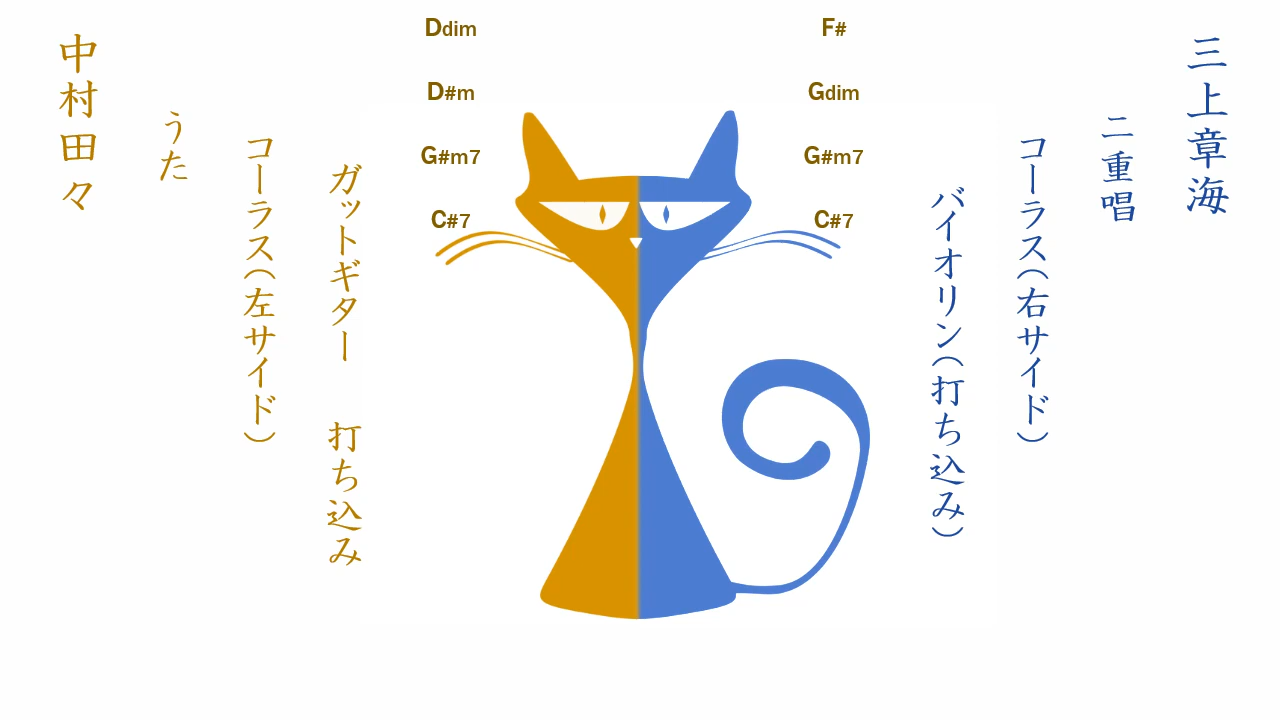 三上章海
二重唱
コーラス(右サイド)
バイオリン(打ち込み)
F#
Gdim
G#m7
C#7
Ddim
D#m
G#m7
C#7
ガットギター 打ち込み
コーラス(左サイド)
うた
中村田々